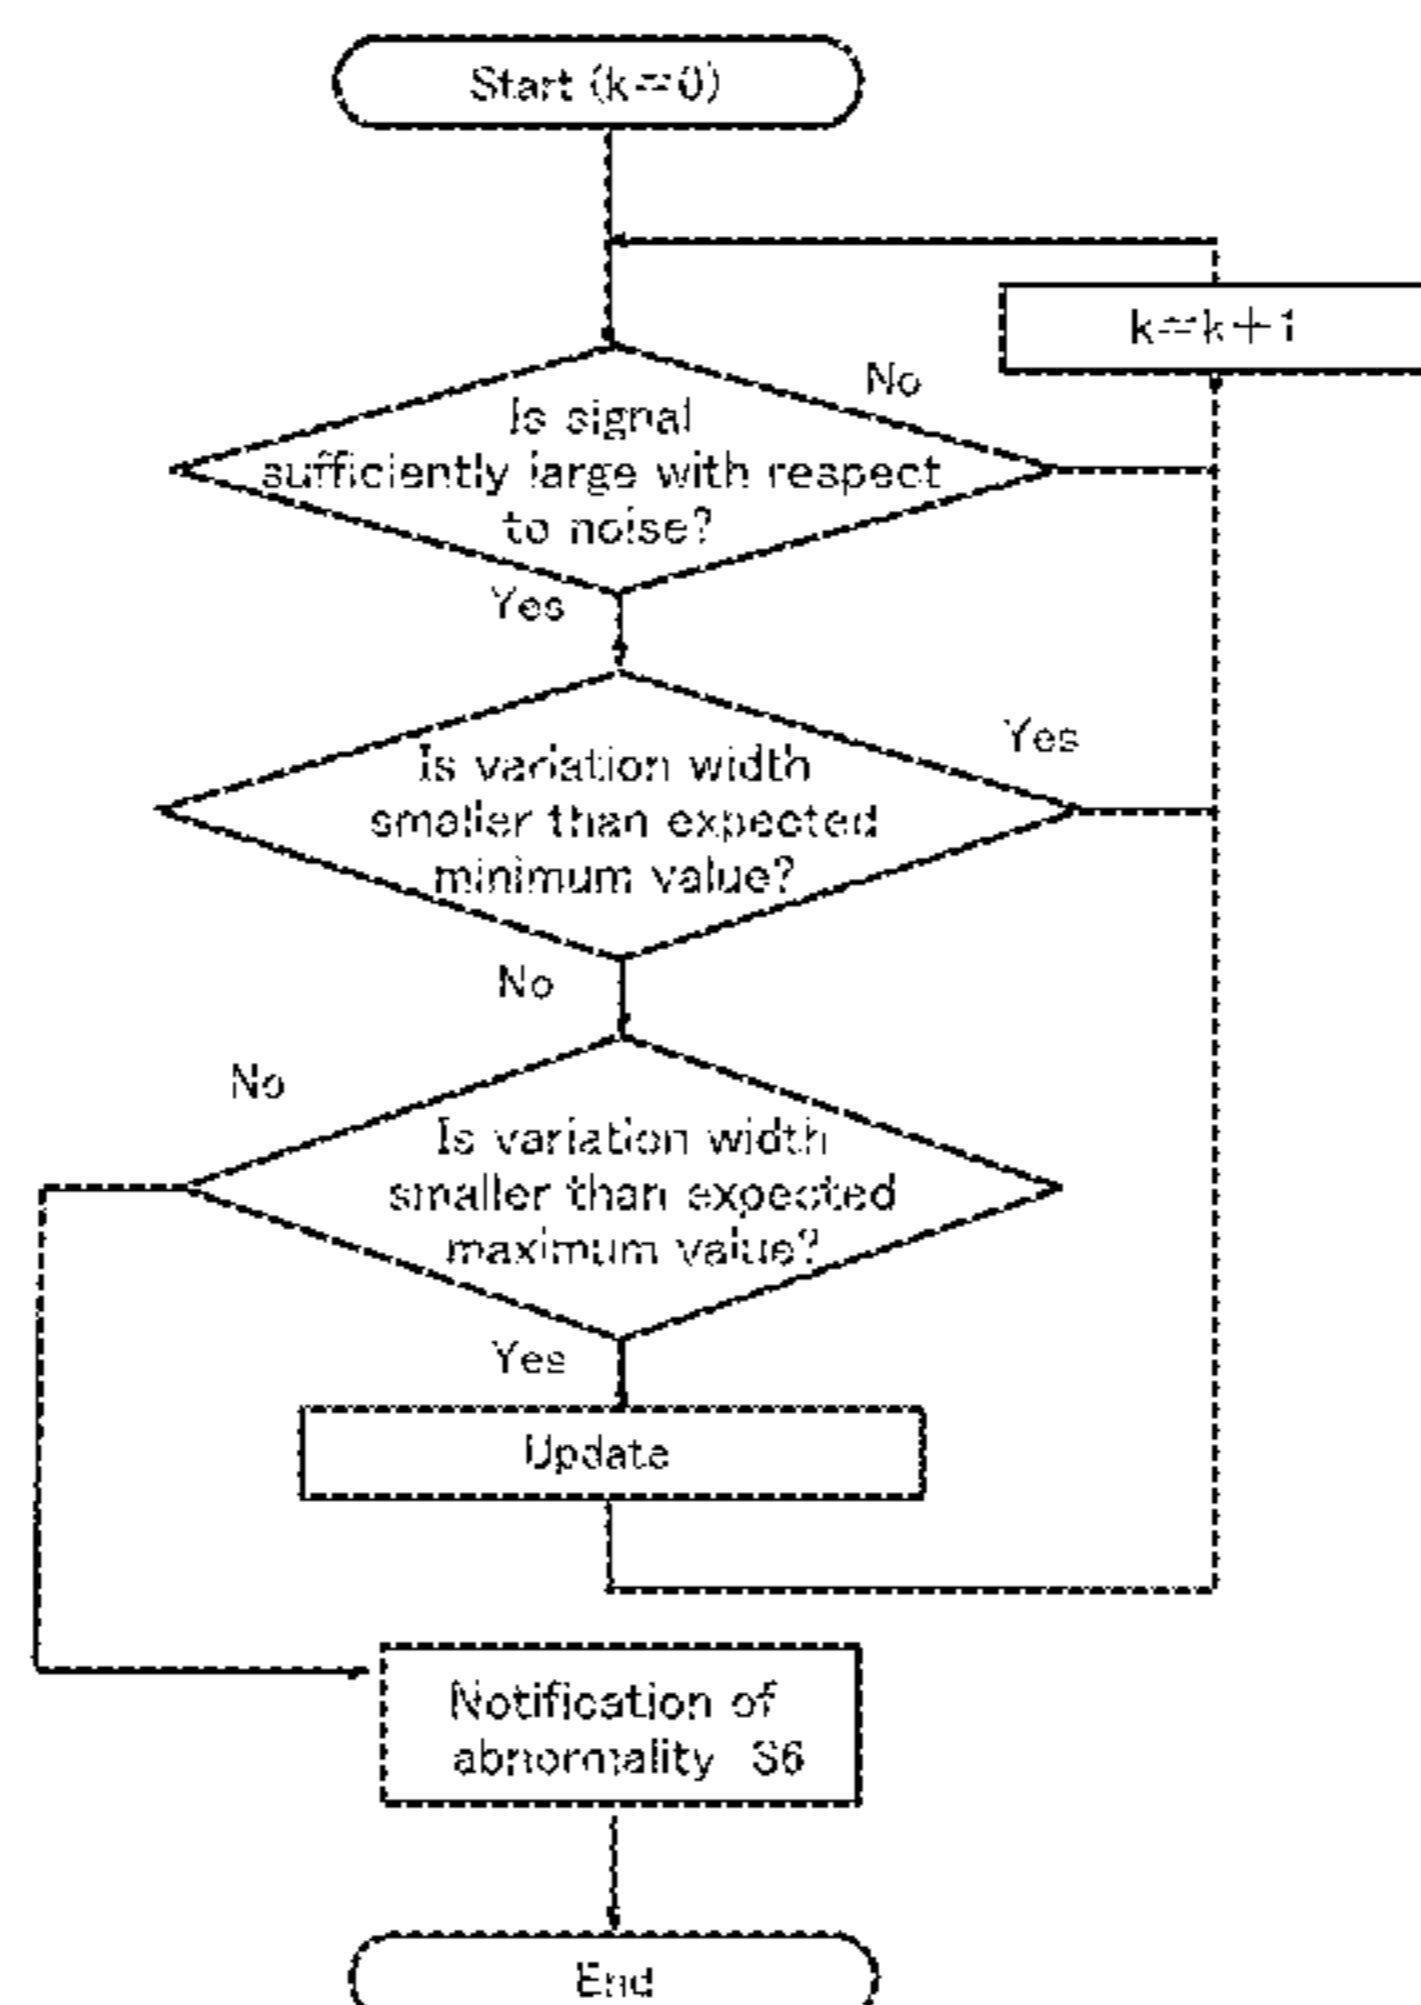 Start (k=0)
k=k+1
No
Is signal
sufficiently large with respect
to noise?
Yes
Yes
Is variation width
smaller than expected
minimum value?
No
No
Is variation width
smaller than expected
maximum value?
Yes
Update
Notification of
abnormality S6
End